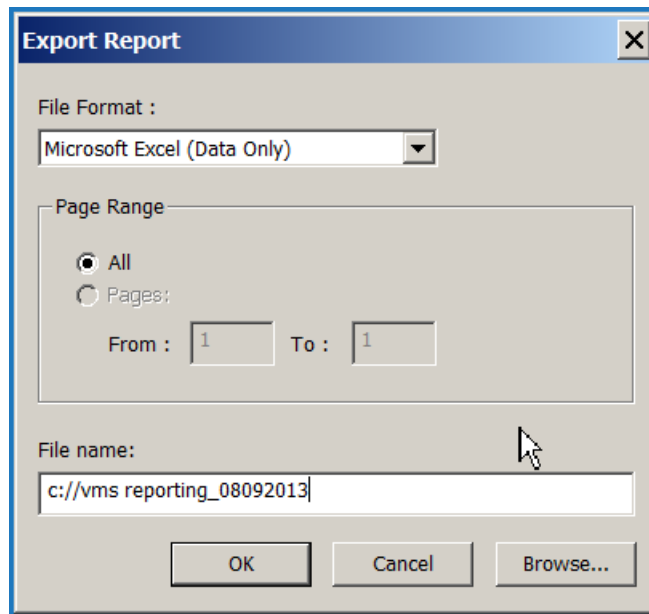 Export Report
File Format :
Microsoft Excel (Data Only)
Page Range
All
Pages:
From : 1 To : 1
File name:
c://vms reporting_08092013
OK Cancel Browse...